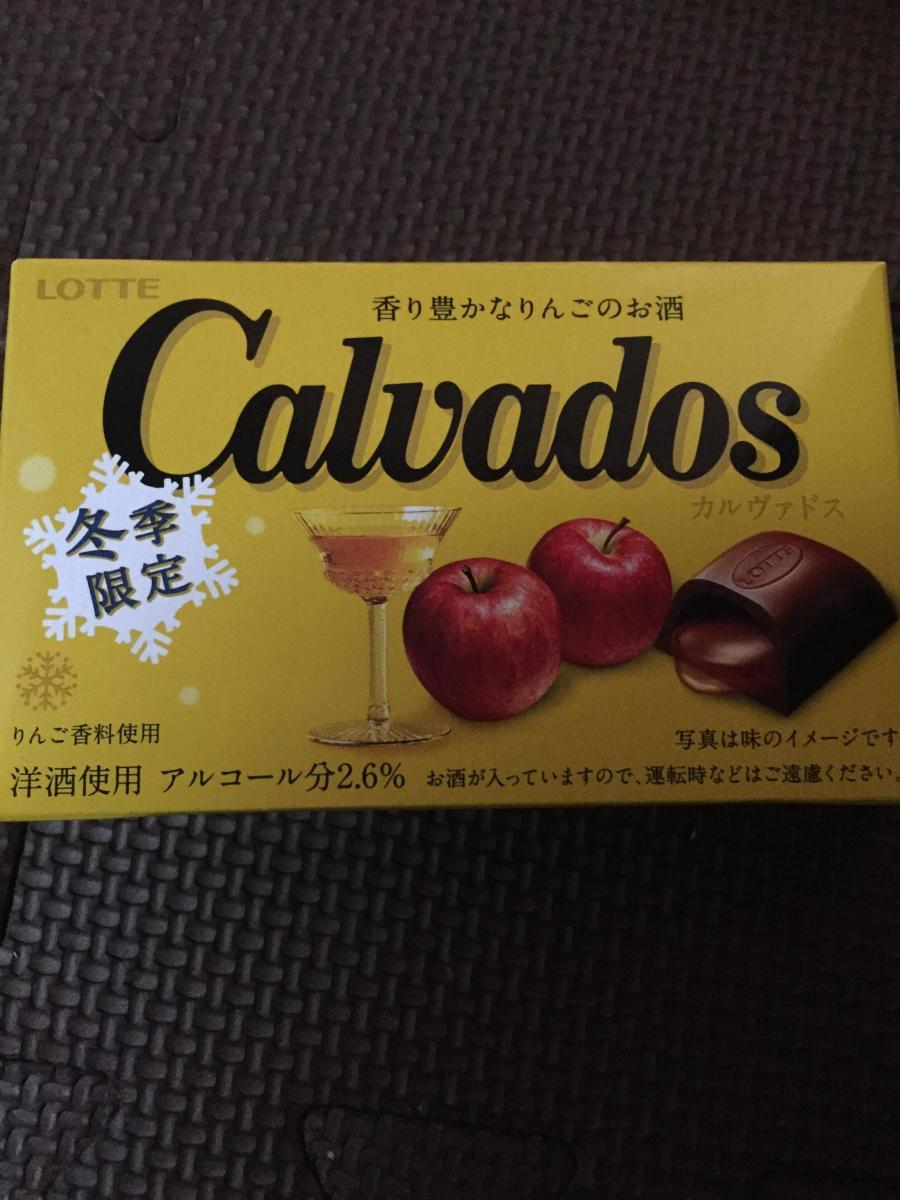 LOTTE
香り豊かなりんごのお酒
Calvados
カルヴァドス
冬季
限定
LOTTE
りんご香料使用
写真は味のイメージです
洋酒使用 アルコール分2.6% お酒が入っていますので、運転時などはご遠慮ください。